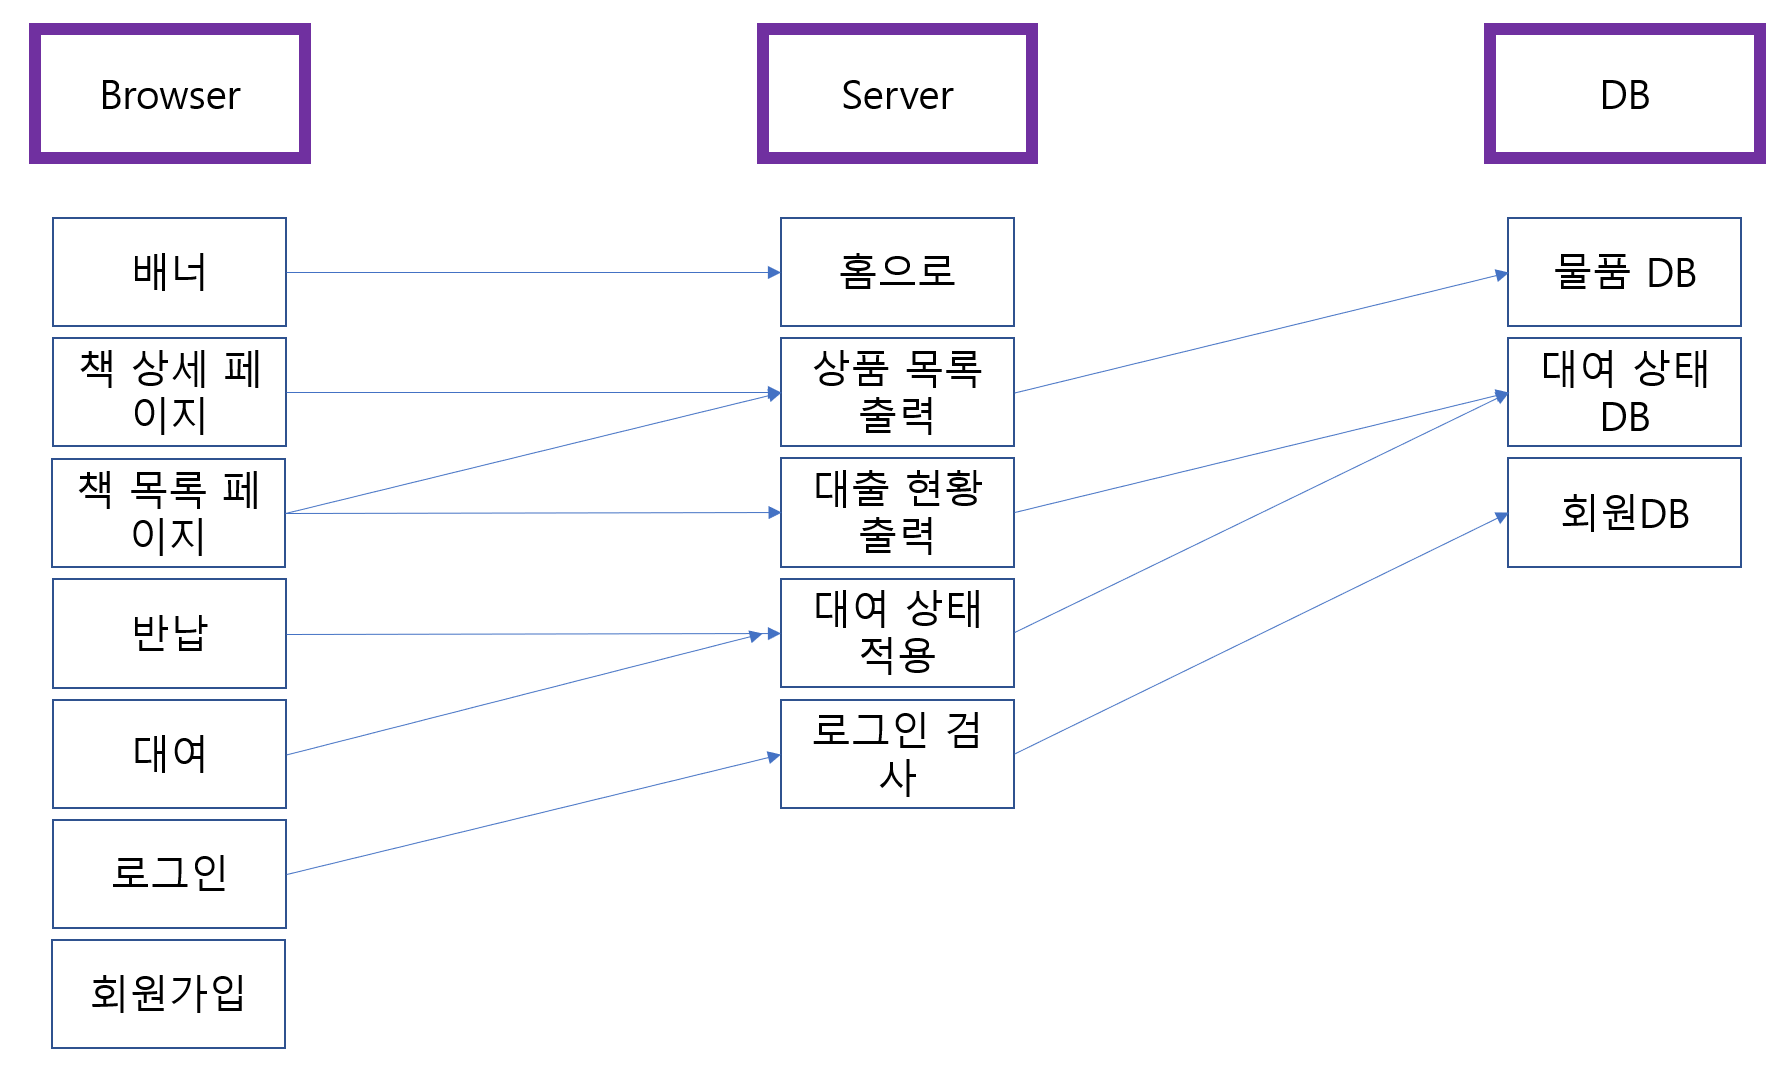 Browser
Server
DB
배너
홈으로
물품 DB
책 상세 페
이지
상품 목록
출력
대여 상태
DB
책 목록 페
이지
대출 현황
출력
회원DB
반납
대여 상태
적용
대여
로그인 검
사
로그인
회원가입